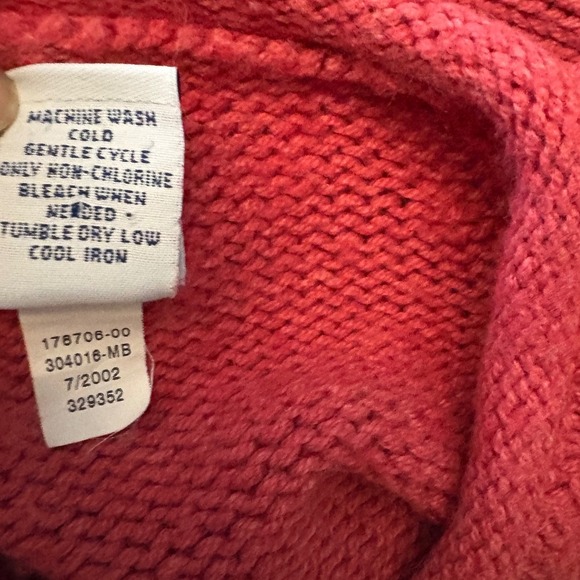 MACHINE WASH
COLD
GENTLE CYCLE
ONLY NON-CHLORINE
BLEACH WHEN
NEEDED
TUMBLE DRY LOW
COOL IRON
176706-00
304016-MB
7/2002
329352